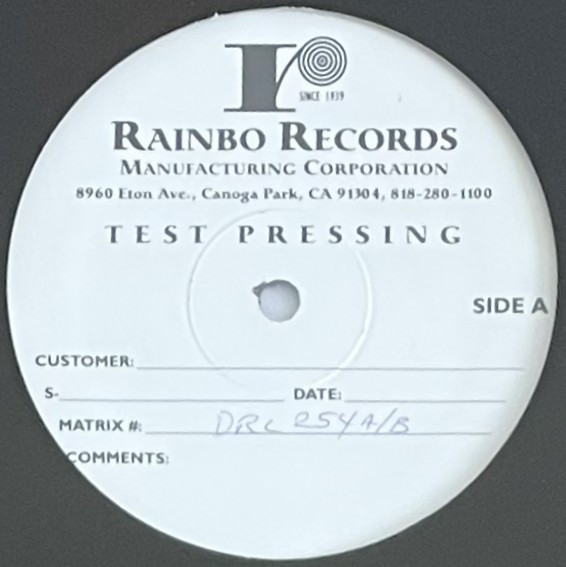 r
SINCE 1939
RAINBO RECORDS
MANUFACTURING CORPORATION
8960 Eton Ave., Canoga Park, CA 91304, 818-280-1100
TEST PRESSING
SIDE A
CUSTOMER:
S- DATE:
MATRIX #: DRC 254 A/B
COMMENTS: